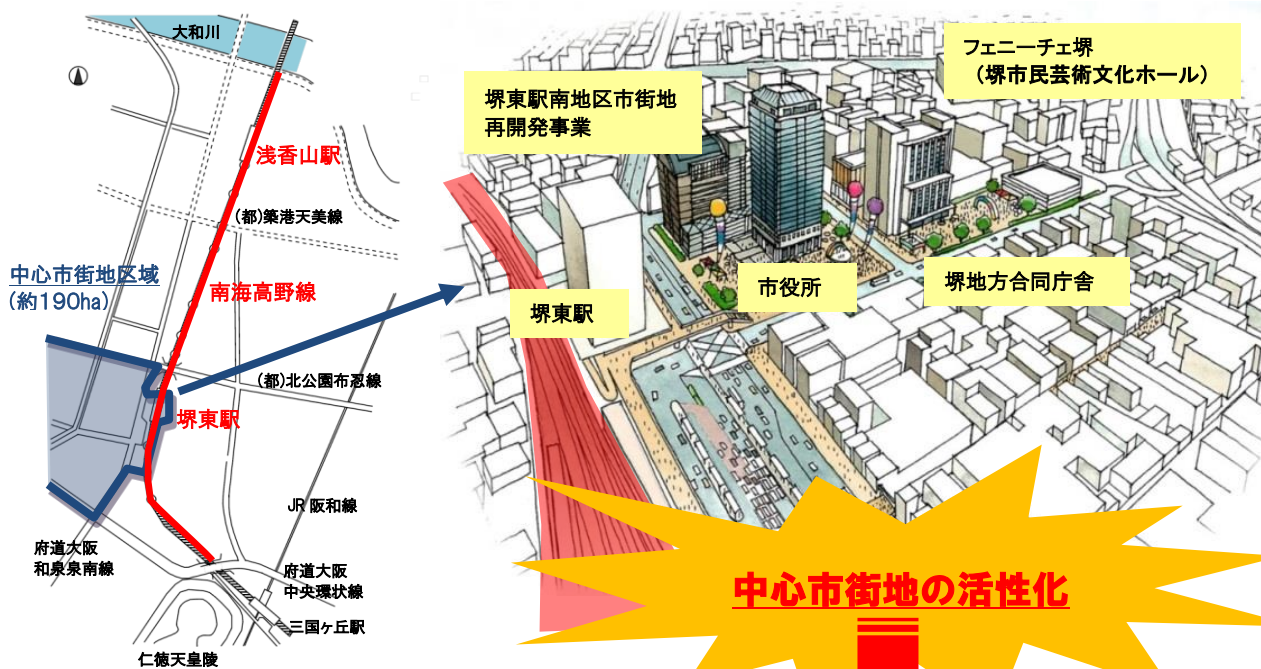 大和川
浅香山駅
(都)築港天美線
中心市街地区域
(約190ha)
南海高野線
(都)北公園布忍線
堺東駅
JR 阪和線
府道大阪
和泉泉南線
府道大阪
中央環状線
三国ヶ丘駅
仁徳天皇陵
フェニーチェ堺
（堺市民芸術文化ホール）
堺東駅南地区市街地
再開発事業
市役所
堺地方合同庁舎
堺東駅
中心市街地の活性化